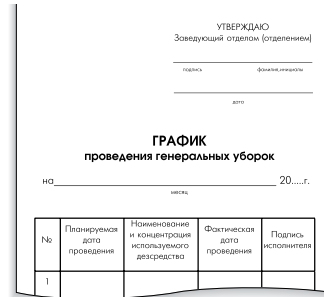 УТВЕРЖДАЮ
Заведующий отделом (отделением)
подпись фамилия, инициалы
дата
ГРАФИК
проведения генеральных уборок
на 20.....г.
месяц
№
Планируемая
дата
проведения
Наименование
и концентрация
используемого
дезсредства
Фактическая
дата
проведения
Подпись
исполнителя
1